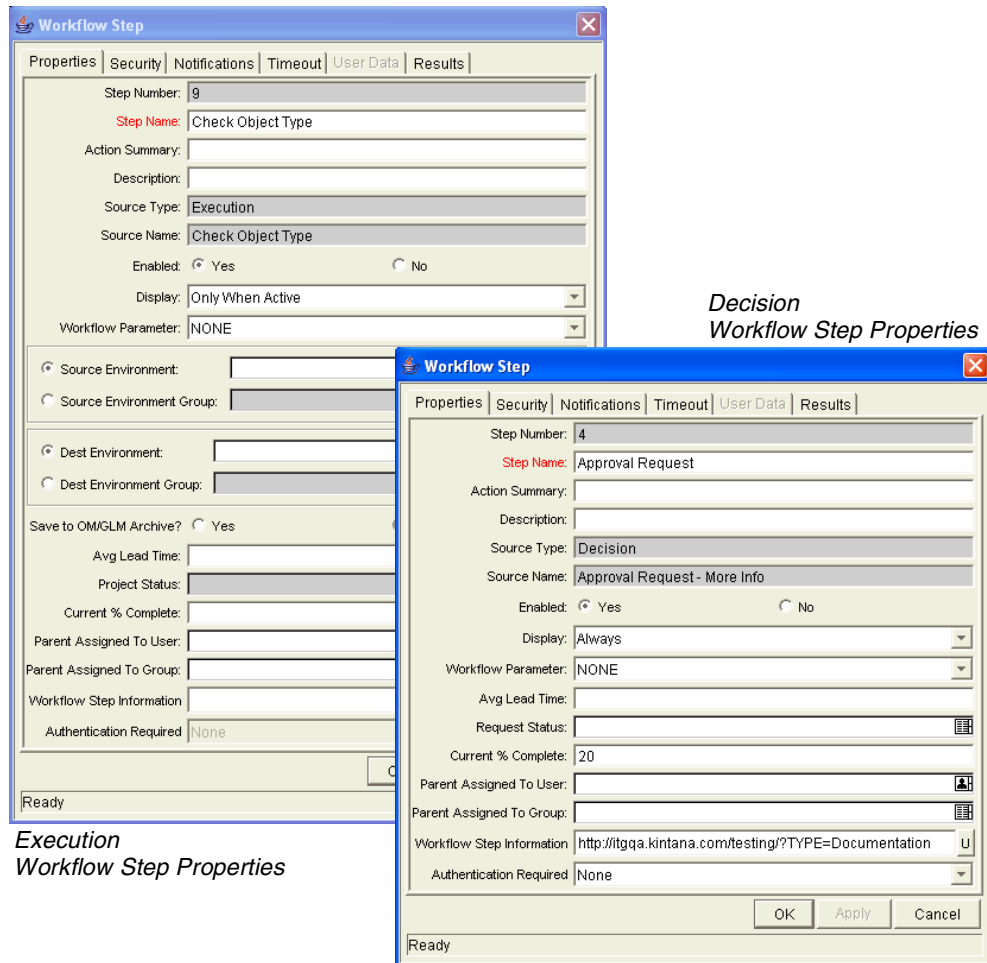 Workflow Step
Properties Security Notifications Timeout User Data Results
Step Number: 9
Step Name: Check Object Type
Action Summary:
Description:
Source Type: Execution
Source Name: Check Object Type
Enabled: Yes No
Display: Only When Active
Workflow Parameter: NONE
Source Environment:
Source Environment Group:
Dest Environment:
Dest Environment Group:
Save to OM/GLM Archive? Yes
Avg Lead Time:
Project Status:
Current % Complete:
Parent Assigned To User:
Parent Assigned To Group:
Workflow Step Information
Authentication Required None
Ready
Execution
Workflow Step Properties
Decision
Workflow Step Properties
Workflow Step
Properties Security Notifications Timeout User Data Results
Step Number: 4
Step Name: Approval Request
Action Summary:
Description:
Source Type: Decision
Source Name: Approval Request - More Info
Enabled: Yes No
Display: Always
Workflow Parameter: NONE
Avg Lead Time:
Request Status:
Current % Complete: 20
Parent Assigned To User:
Parent Assigned To Group:
Workflow Step Information http://itgqa.kintana.com/testing/?TYPE=Documentation U
Authentication Required None
OK Apply Cancel
Ready